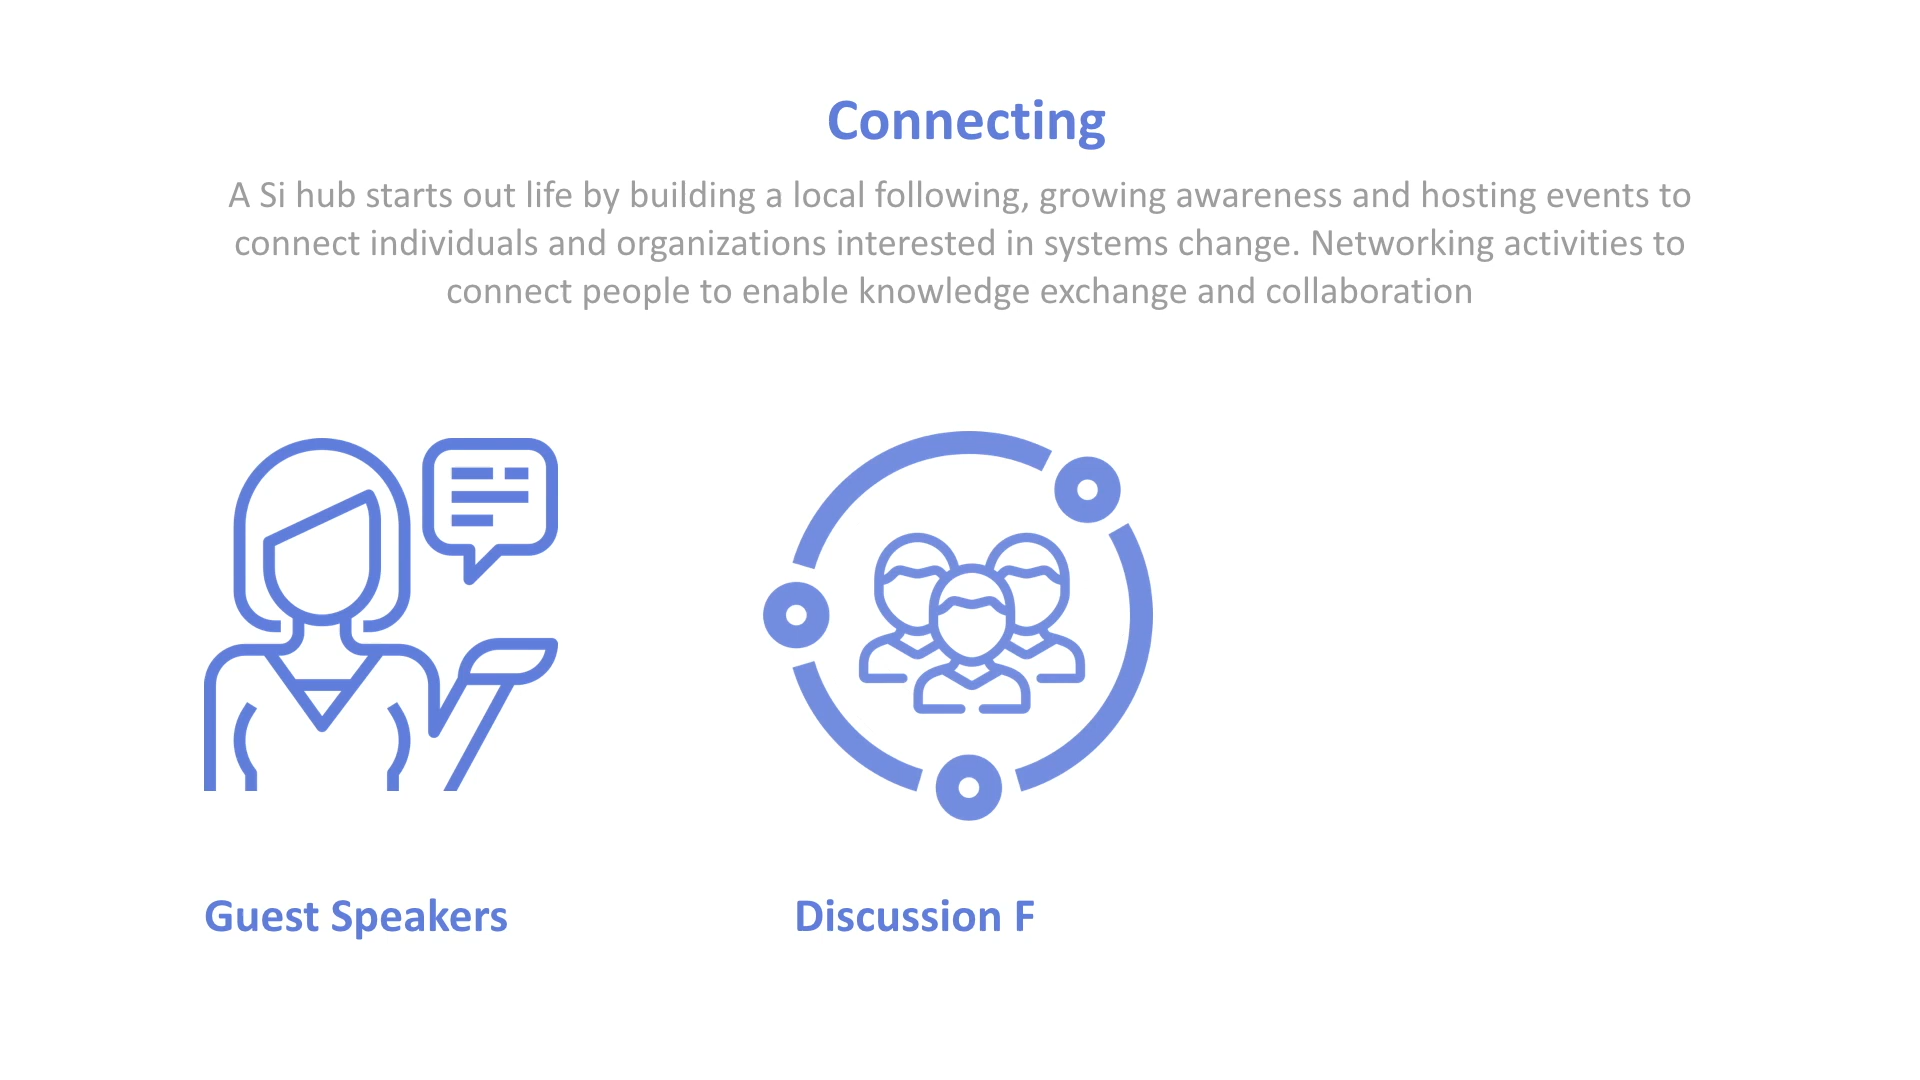 Connecting
A Si hub starts out life by building a local following, growing awareness and hosting events to
connect individuals and organizations interested in systems change. Networking activities to
connect people to enable knowledge exchange and collaboration
Guest Speakers
Discussion F